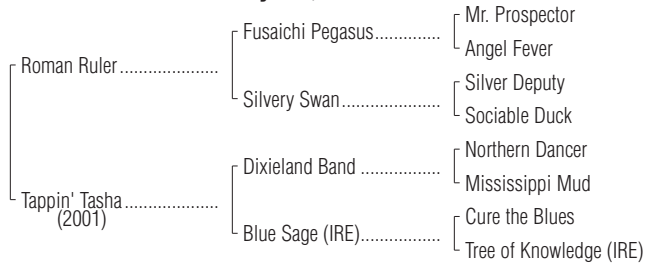 Mr. Prospector
Fusaichi Pegasus..............
Angel Fever
Roman Ruler.....................
Silver Deputy
Silvery Swan.....................
Sociable Duck
Northern Dancer
Dixieland Band .................
Mississippi Mud
Tappin' Tasha....................
(2001)
Cure the Blues
Blue Sage (IRE).................
Tree of Knowledge (IRE)